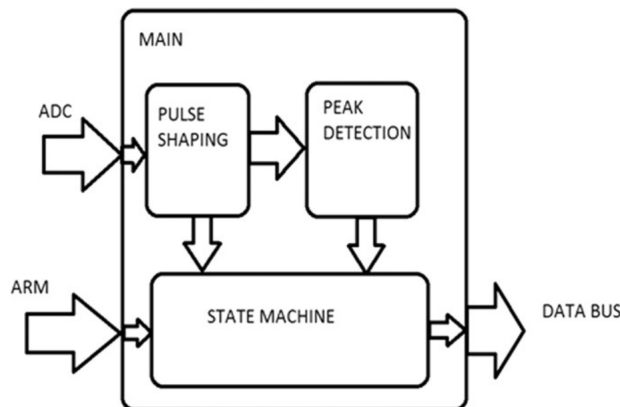 MAIN
ADC
PULSE
SHAPING
PEAK
DETECTION
ARM
STATE MACHINE
DATA BUS